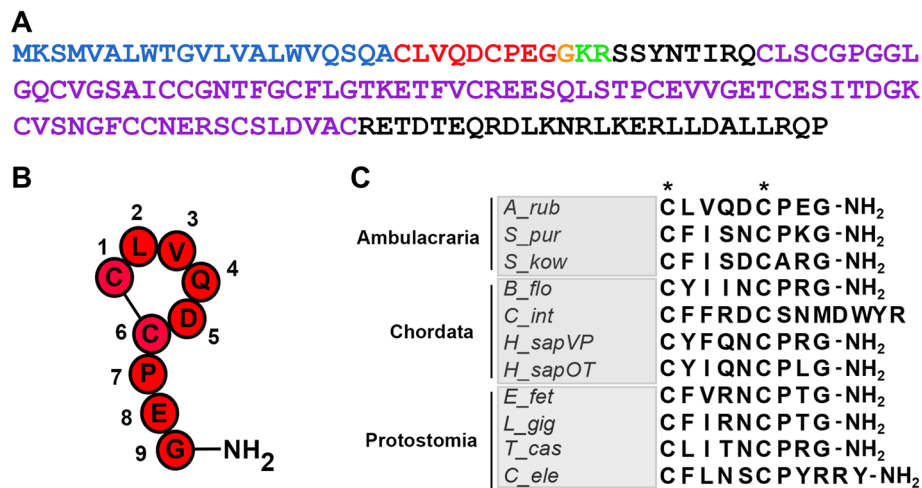 A
MKSMVALWTGVLVALWVQSQACLVQDCPEGGGKRSSYNTIRQCLSCGPGGL
GQCVGSAICCGNTFGCFLGTKETFVCREESQLSTPCEVVGETCESITDGK
CVSNGFCCNERSCSLDVACRETDTEQRDLKNRLKERLLDALLRQP
B
1 C
2 L
3 V
4 Q
5 D
6 C
7 P
8 E
9 G-NH2
C
* *
Ambulacraria
A_rub CLVQDCPEG-NH2
S_pur CFISNCPKG-NH2
S_kow CFISDCARG-NH2
Chordata
B_flo CYIINCPRG-NH2
C_int CFFRDCSNMDWYR
H_sapVP CYFQNCPRG-NH2
H_sapOT CYIQNCPLG-NH2
Protostomia
E_fet CFVRNCPTG-NH2
L_gig CFIRNCPTG-NH2
T_cas CLITNCPRG-NH2
C_ele CFLNSCPYRRY-NH2